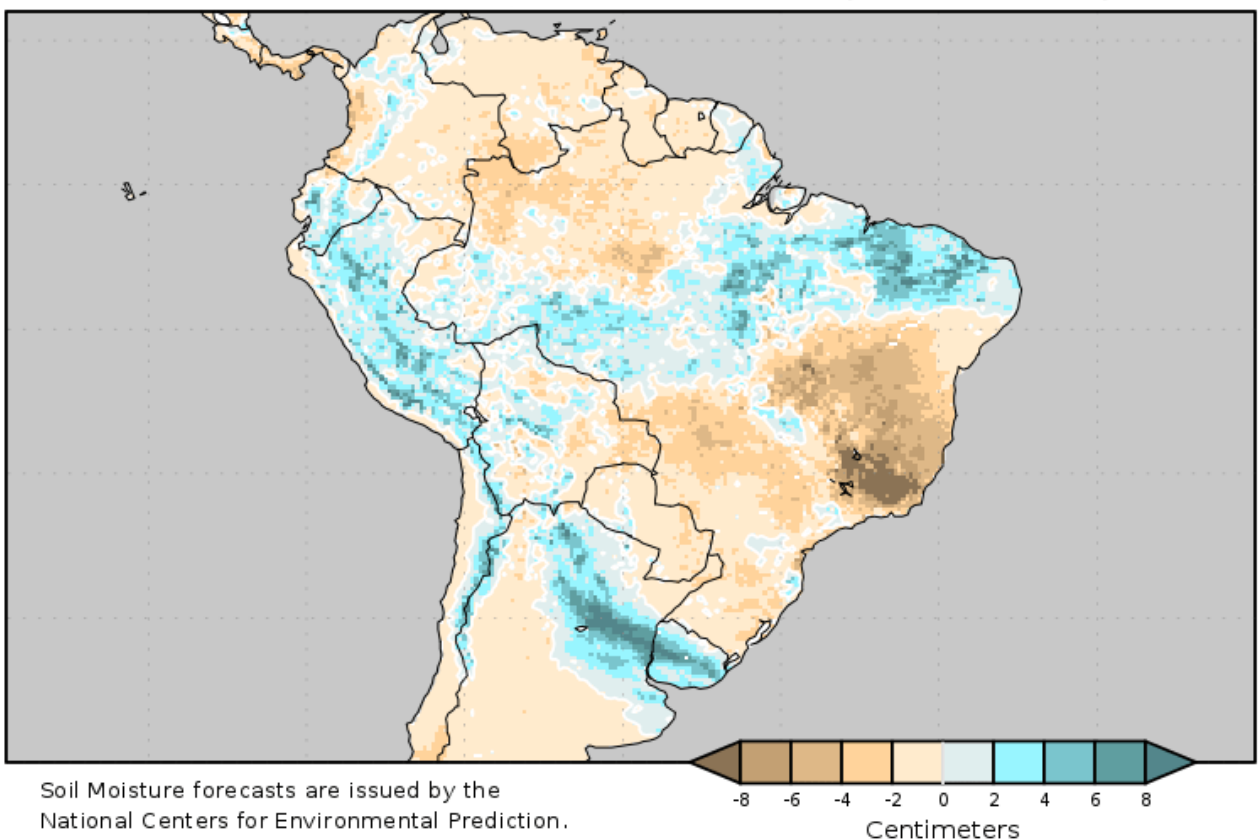 Soil Moisture forecasts are issued by the
National Centers for Environmental Prediction.
-8 -6 -4 -2 0 2 4 6 8
Centimeters